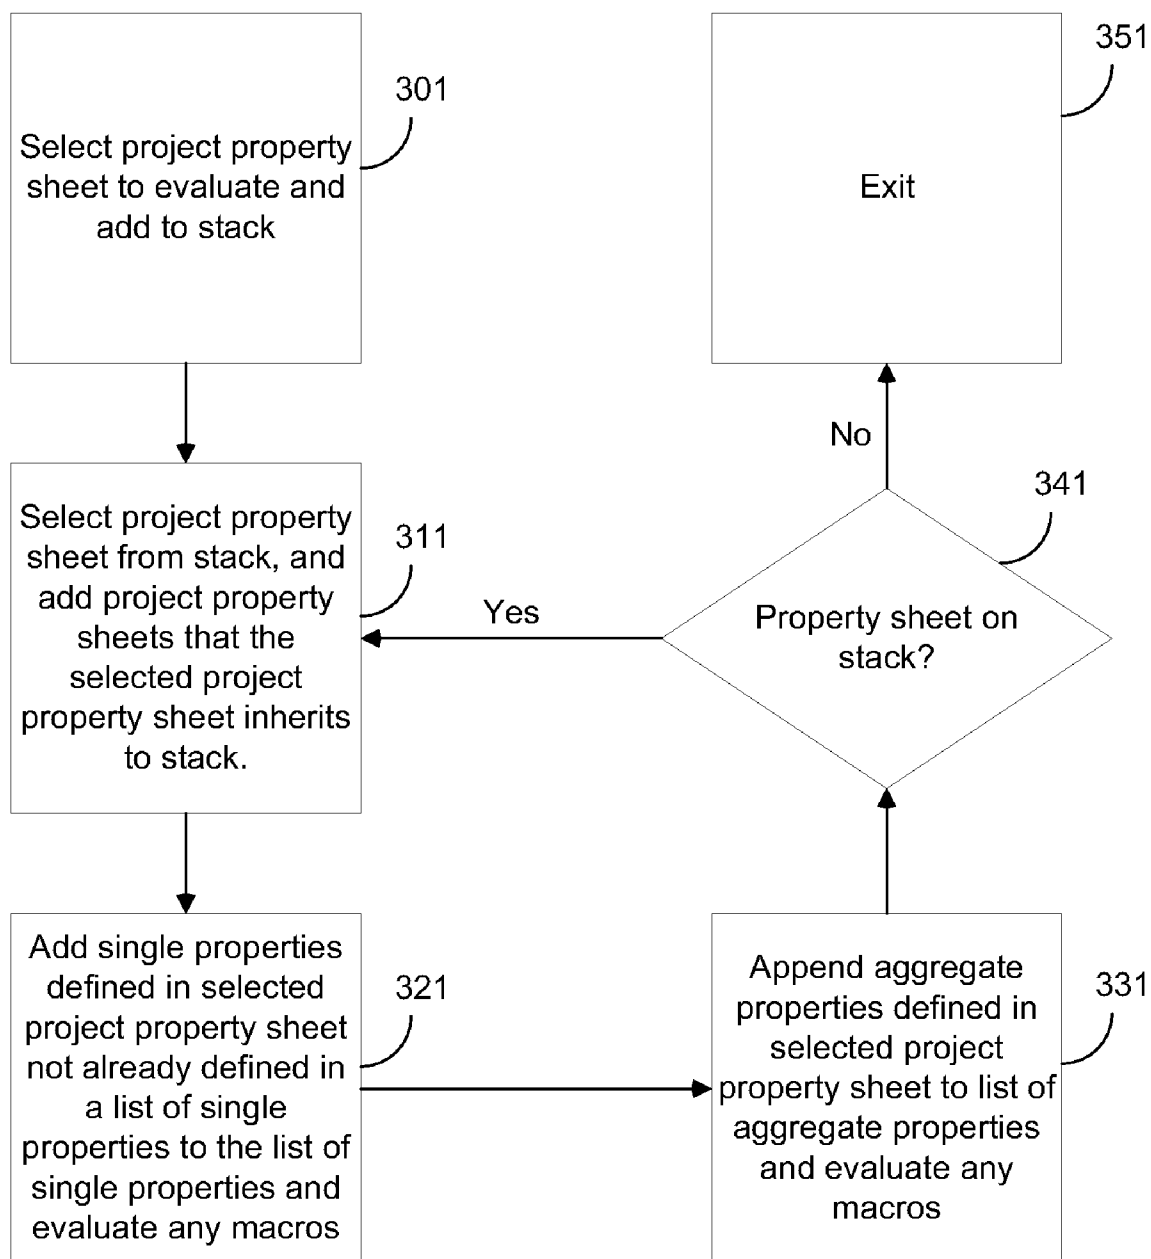 301
Select project property
sheet to evaluate and
add to stack
311
Select project property
sheet from stack, and
add project property
sheets that the
selected project
property sheet inherits
to stack.
321
Add single properties
defined in selected
project property sheet
not already defined in
a list of single
properties to the list of
single properties and
evaluate any macros
331
Append aggregate
properties defined in
selected project
property sheet to list of
aggregate properties
and evaluate any
macros
341
Property sheet on
stack?
Yes
No
351
Exit